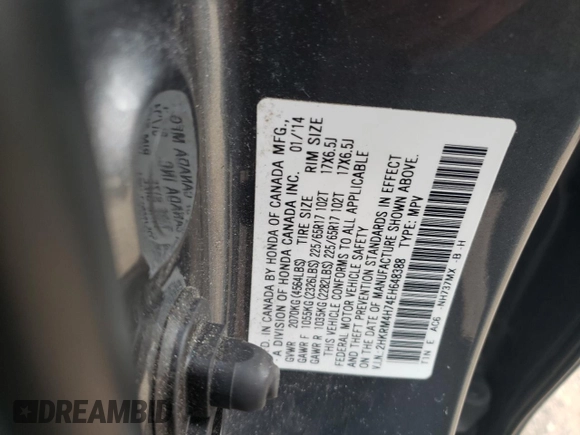 D. IN CANADA BY HONDA OF CANADA MFG.,
A DIVISION OF HONDA CANADA INC. 01/'14
GVWR 2070KG(4564LBS) TIRE SIZE RIM SIZE
GAWR F 1055KG(2326LBS) 225/65R17 102T 17X6.5J
GAWR R 1035KG(2282LBS) 225/65R17 102T 17X6.5J
THIS VEHICLE CONFORMS TO ALL APPLICABLE
FEDERAL MOTOR VEHICLE SAFETY
AND THEFT PREVENTION STANDARDS IN EFFECT
ON THE DATE OF MANUFACTURE SHOWN ABOVE.
V.I.N.:2HKRM4H74EH648388 TYPE: MPV
T1N E AC6 NH737MX -B -H
DREAMBID